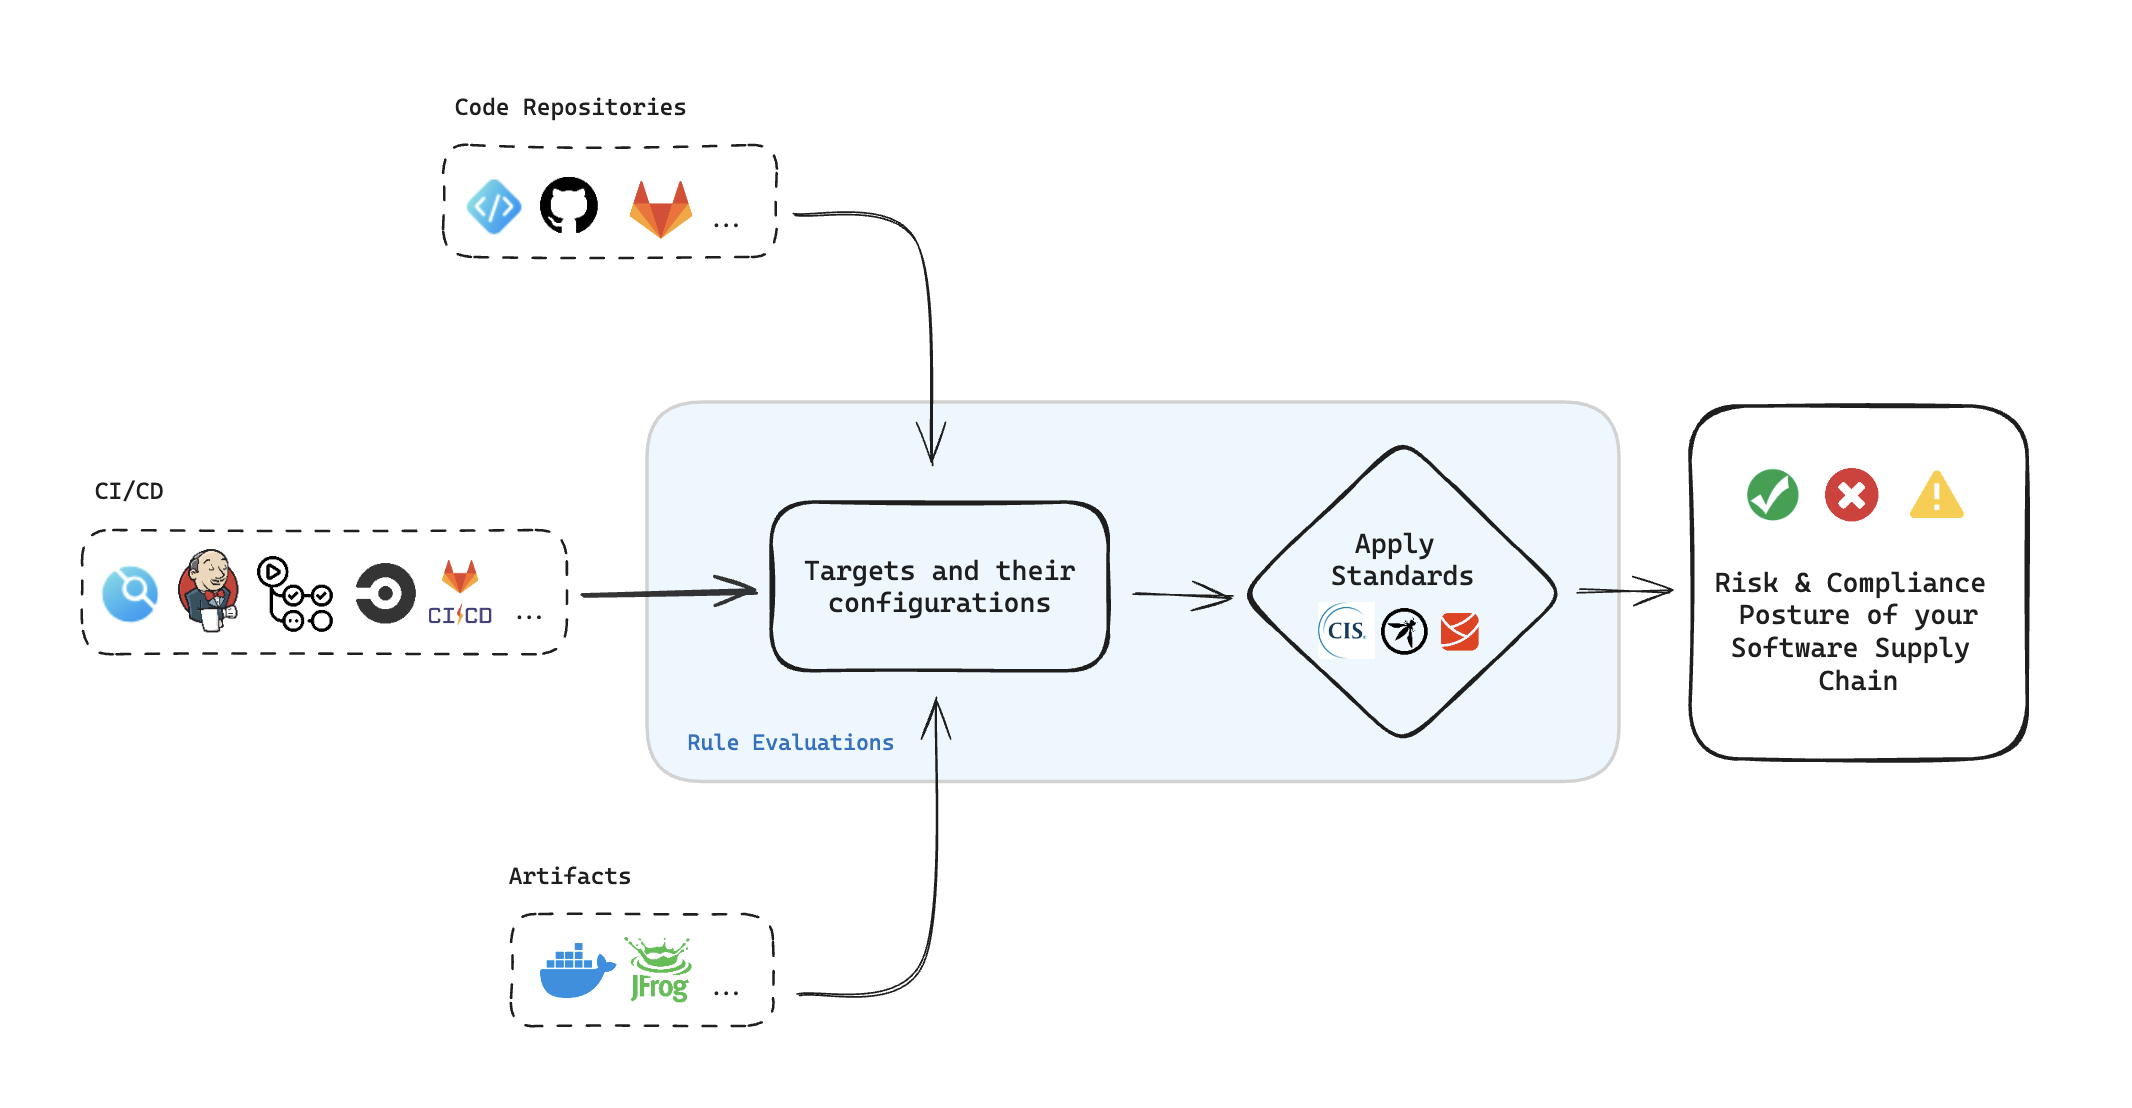 Code Repositories
</>
...
CI/CD
CI/CD
...
Targets and their
configurations
Apply
Standards
CIS.
Risk & Compliance
Posture of your
Software Supply
Chain
Rule Evaluations
Artifacts
JFrog
...